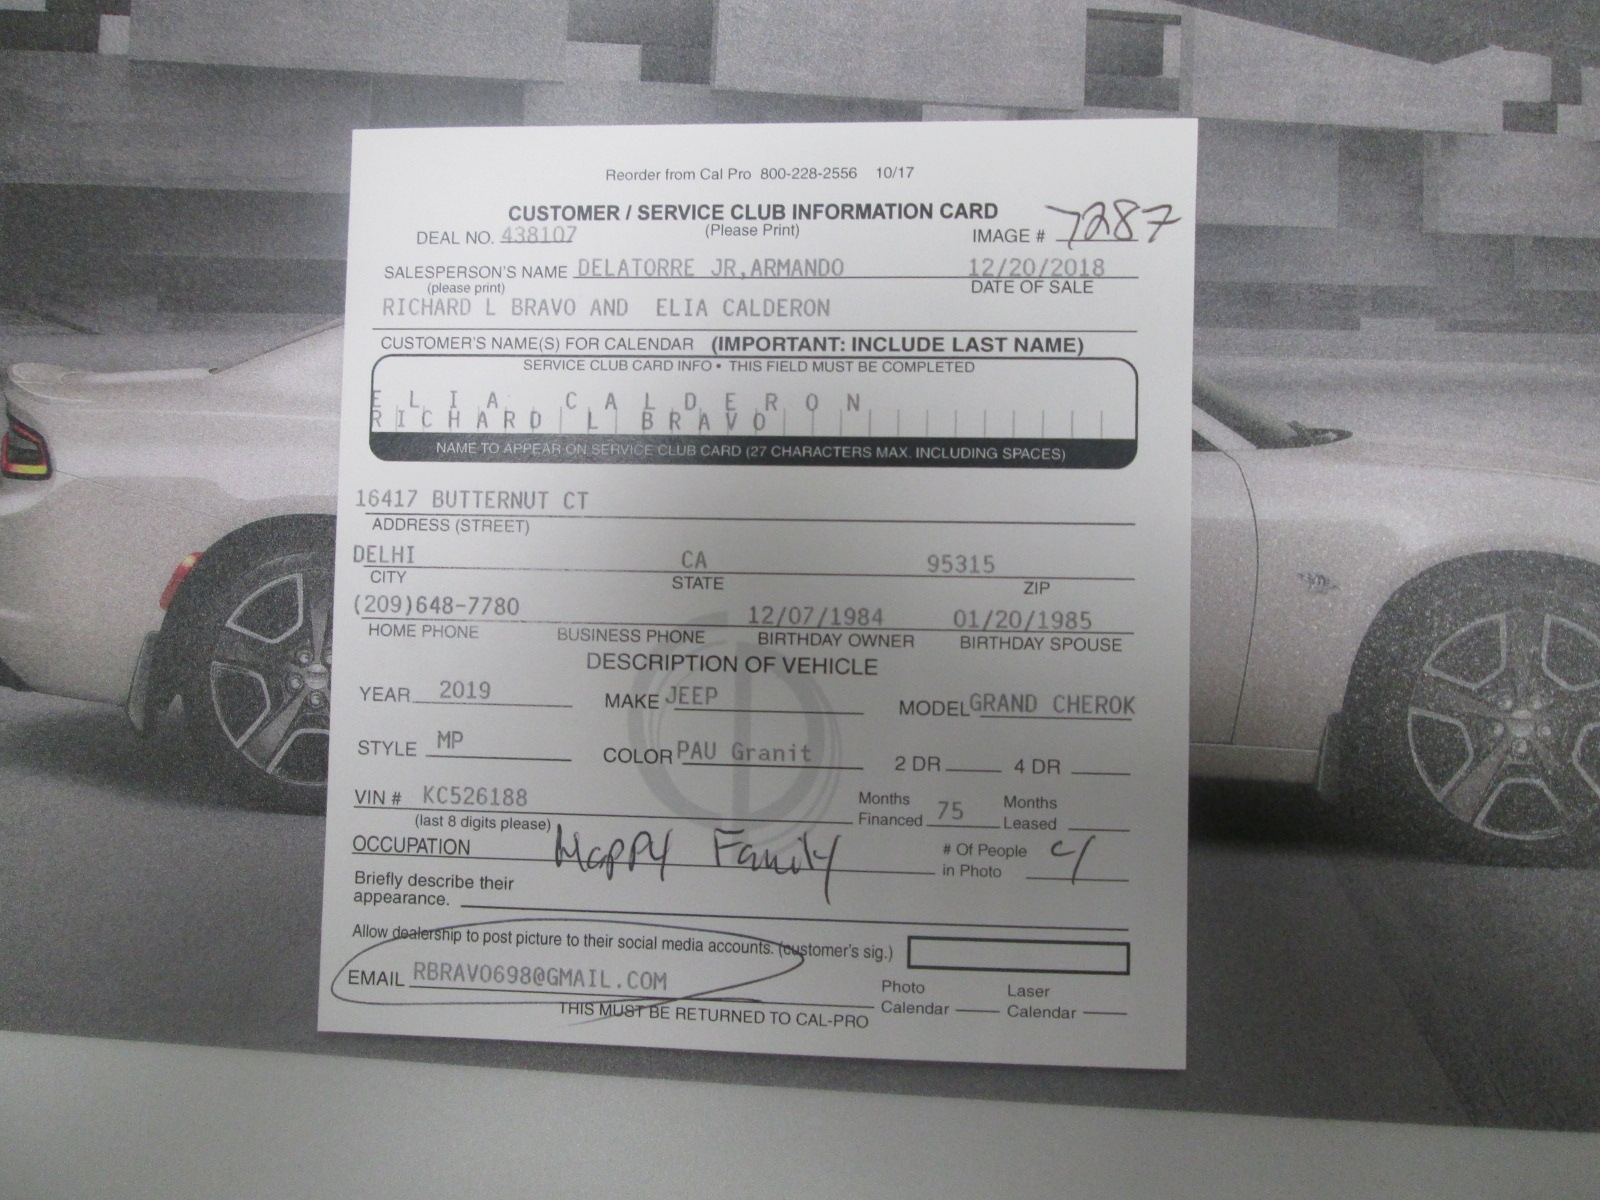 Reorder from Cal Pro 800-228-2556 10/17
CUSTOMER / SERVICE CLUB INFORMATION CARD
(Please Print)
DEAL NO. 438107 IMAGE # 7287
SALESPERSON'S NAME DELATORRE JR,ARMANDO 12/20/2018
(please print) DATE OF SALE
RICHARD L BRAVO AND ELIA CALDERON
CUSTOMER'S NAME(S) FOR CALENDAR (IMPORTANT: INCLUDE LAST NAME)
SERVICE CLUB CARD INFO • THIS FIELD MUST BE COMPLETED
ELIA CALDERON
RICHARD L BRAVO
NAME TO APPEAR ON SERVICE CLUB CARD (27 CHARACTERS MAX. INCLUDING SPACES)
16417 BUTTERNUT CT
ADDRESS (STREET)
DELHI CA 95315
CITY STATE ZIP
(209)648-7780 12/07/1984 01/20/1985
HOME PHONE BUSINESS PHONE BIRTHDAY OWNER BIRTHDAY SPOUSE
DESCRIPTION OF VEHICLE
YEAR 2019 MAKE JEEP MODEL GRAND CHEROK
STYLE MP COLOR PAU Granit 2 DR 4 DR
VIN # KC526188 Months Financed 75 Months Leased
(last 8 digits please)
OCCUPATION Happy Family # Of People in Photo
Briefly describe their
appearance.
Allow dealership to post picture to their social media accounts. (customer's sig.)
EMAIL RBRAVO698@GMAIL.COM Photo Calendar Laser Calendar
THIS MUST BE RETURNED TO CAL-PRO